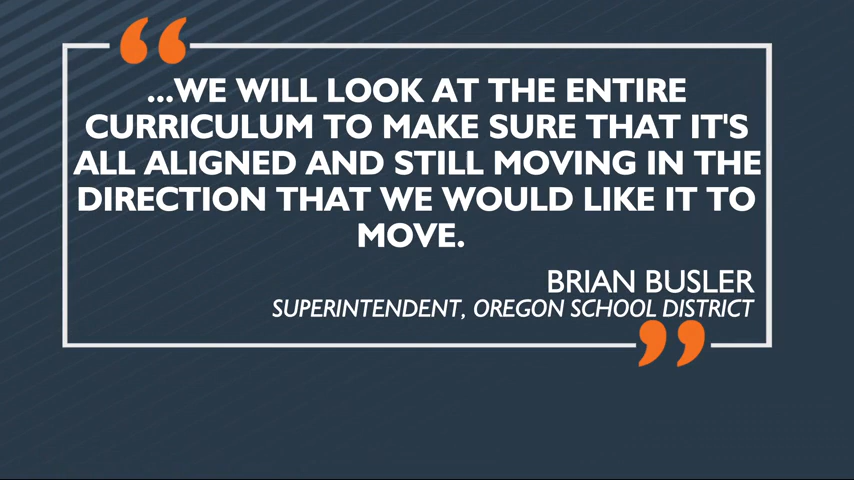 ...WE WILL LOOK AT THE ENTIRE
CURRICULUM TO MAKE SURE THAT IT'S
ALL ALIGNED AND STILL MOVING IN THE
DIRECTION THAT WE WOULD LIKE IT TO
MOVE.
BRIAN BUSLER
SUPERINTENDENT, OREGON SCHOOL DISTRICT